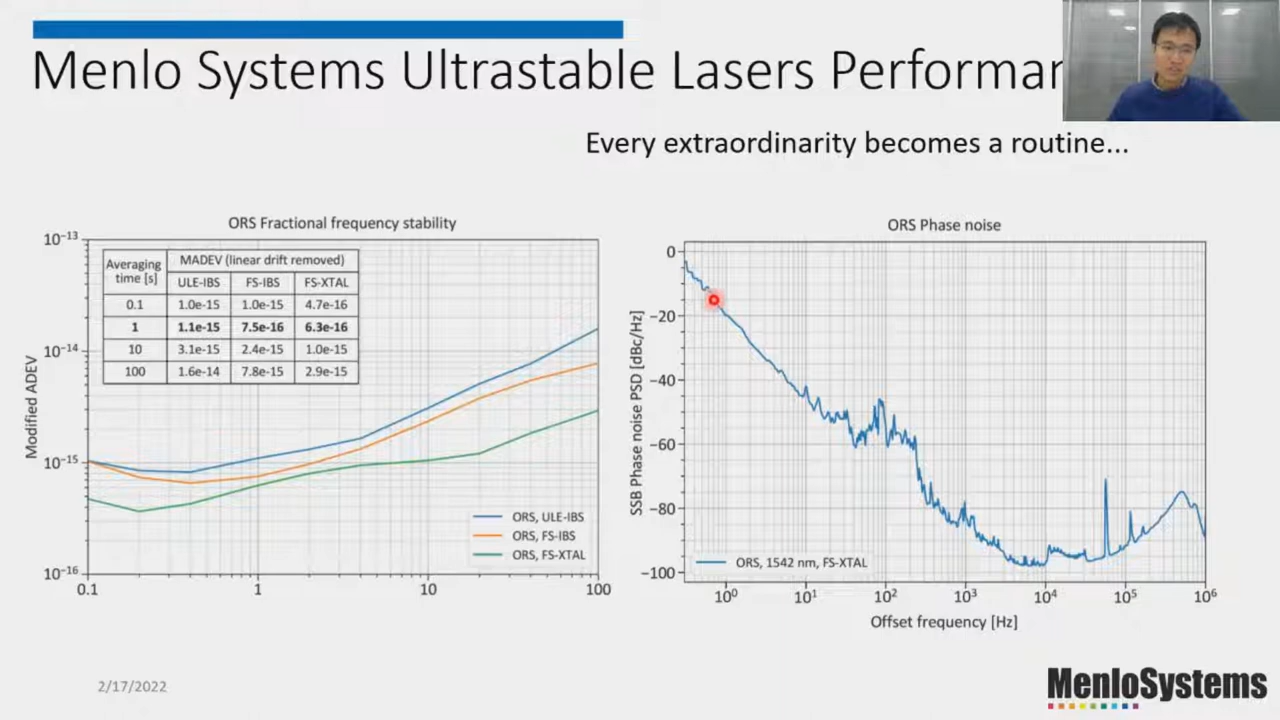 Menlo Systems Ultrastable Lasers Performan
Every extraordinarity becomes a routine...
ORS Fractional frequency stability
10⁻¹³
10⁻¹⁴
10⁻¹⁵
10⁻¹⁶
Modified ADEV
Averaging time [s] MADEV (linear drift removed)
ULE-IBS FS-IBS FS-XTAL
0.1 1.0e-15 1.0e-15 4.7e-16
1 1.1e-15 7.5e-16 6.3e-16
10 3.1e-15 2.4e-15 1.0e-15
100 1.6e-14 7.8e-15 2.9e-15
ORS, ULE-IBS
ORS, FS-IBS
ORS, FS-XTAL
0.1 1 10 100
ORS Phase noise
0
−20
−40
−60
−80
−100
SSB Phase noise PSD [dBc/Hz]
ORS, 1542 nm, FS-XTAL
10⁰ 10¹ 10² 10³ 10⁴ 10⁵ 10⁶
Offset frequency [Hz]
2/17/2022
MenloSystems